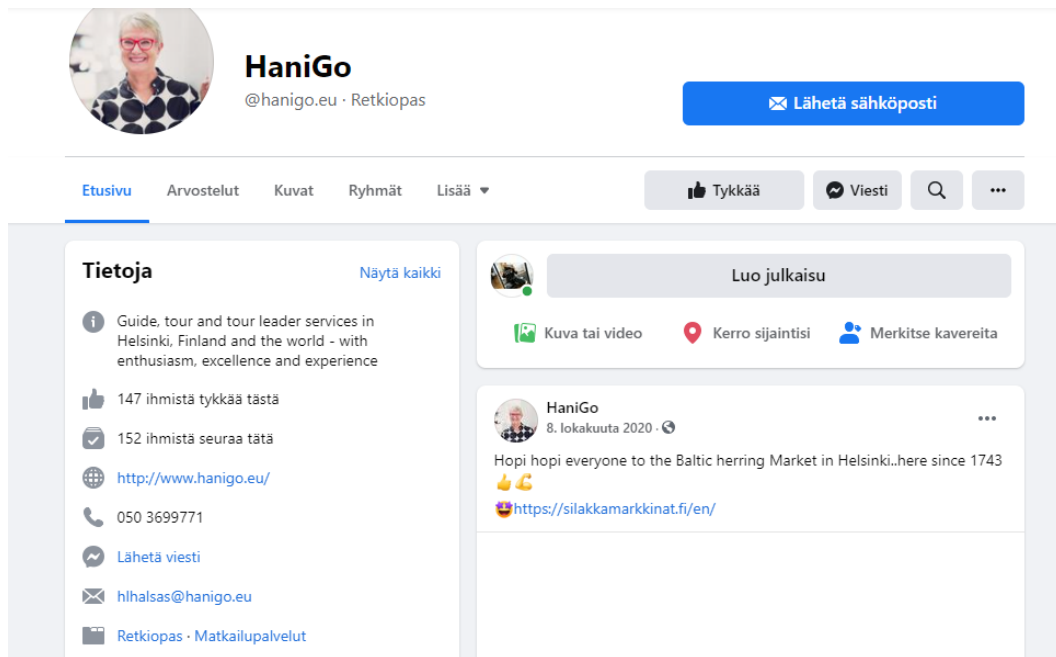 HaniGo
@hanigo.eu · Retkiopas
Lähetä sähköposti
Etusivu
Arvostelut
Kuvat
Ryhmät
Lisää
Tykkää
Viesti
Tietoja
Näytä kaikki
Guide, tour and tour leader services in
Helsinki, Finland and the world - with
enthusiasm, excellence and experience
147 ihmistä tykkää tästä
152 ihmistä seuraa tätä
http://www.hanigo.eu/
050 3699771
Lähetä viesti
hlhalsas@hanigo.eu
Retkiopas · Matkailupalvelut
Luo julkaisu
Kuva tai video
Kerro sijaintisi
Merkitse kavereita
HaniGo
8. lokakuuta 2020 ·
Hopi hopi everyone to the Baltic herring Market in Helsinki..here since 1743
👍💪
🤩https://silakkamarkkinat.fi/en/